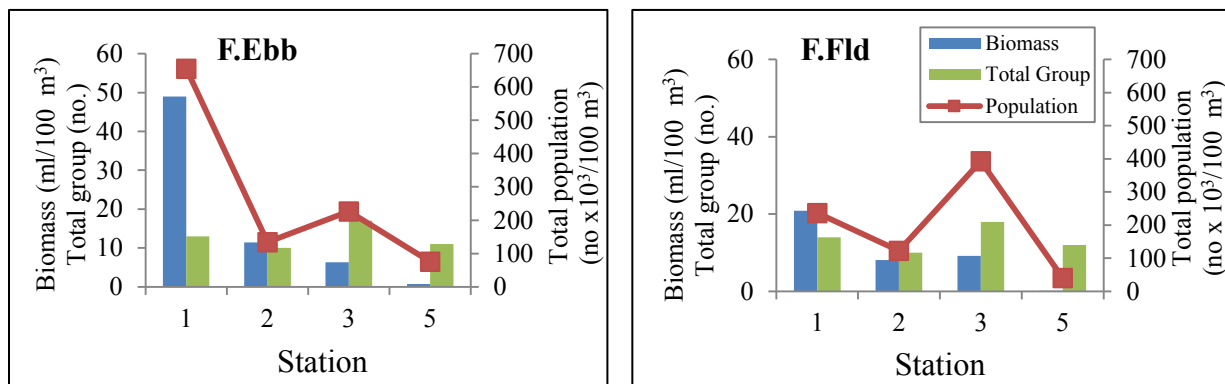 F.Ebb
Biomass (ml/100 m³)
Total group (no.)
60
50
40
30
20
10
0
700
600
500
400
300
200
100
0
Total population
(no x10³/100 m³)
1 2 3 5
Station
F.Fld
Biomass
Total Group
Population
Biomass (ml/100 m³)
Total group (no.)
60
40
20
0
700
600
500
400
300
200
100
0
Total population
(no x 10³/100 m³)
1 2 3 5
Station